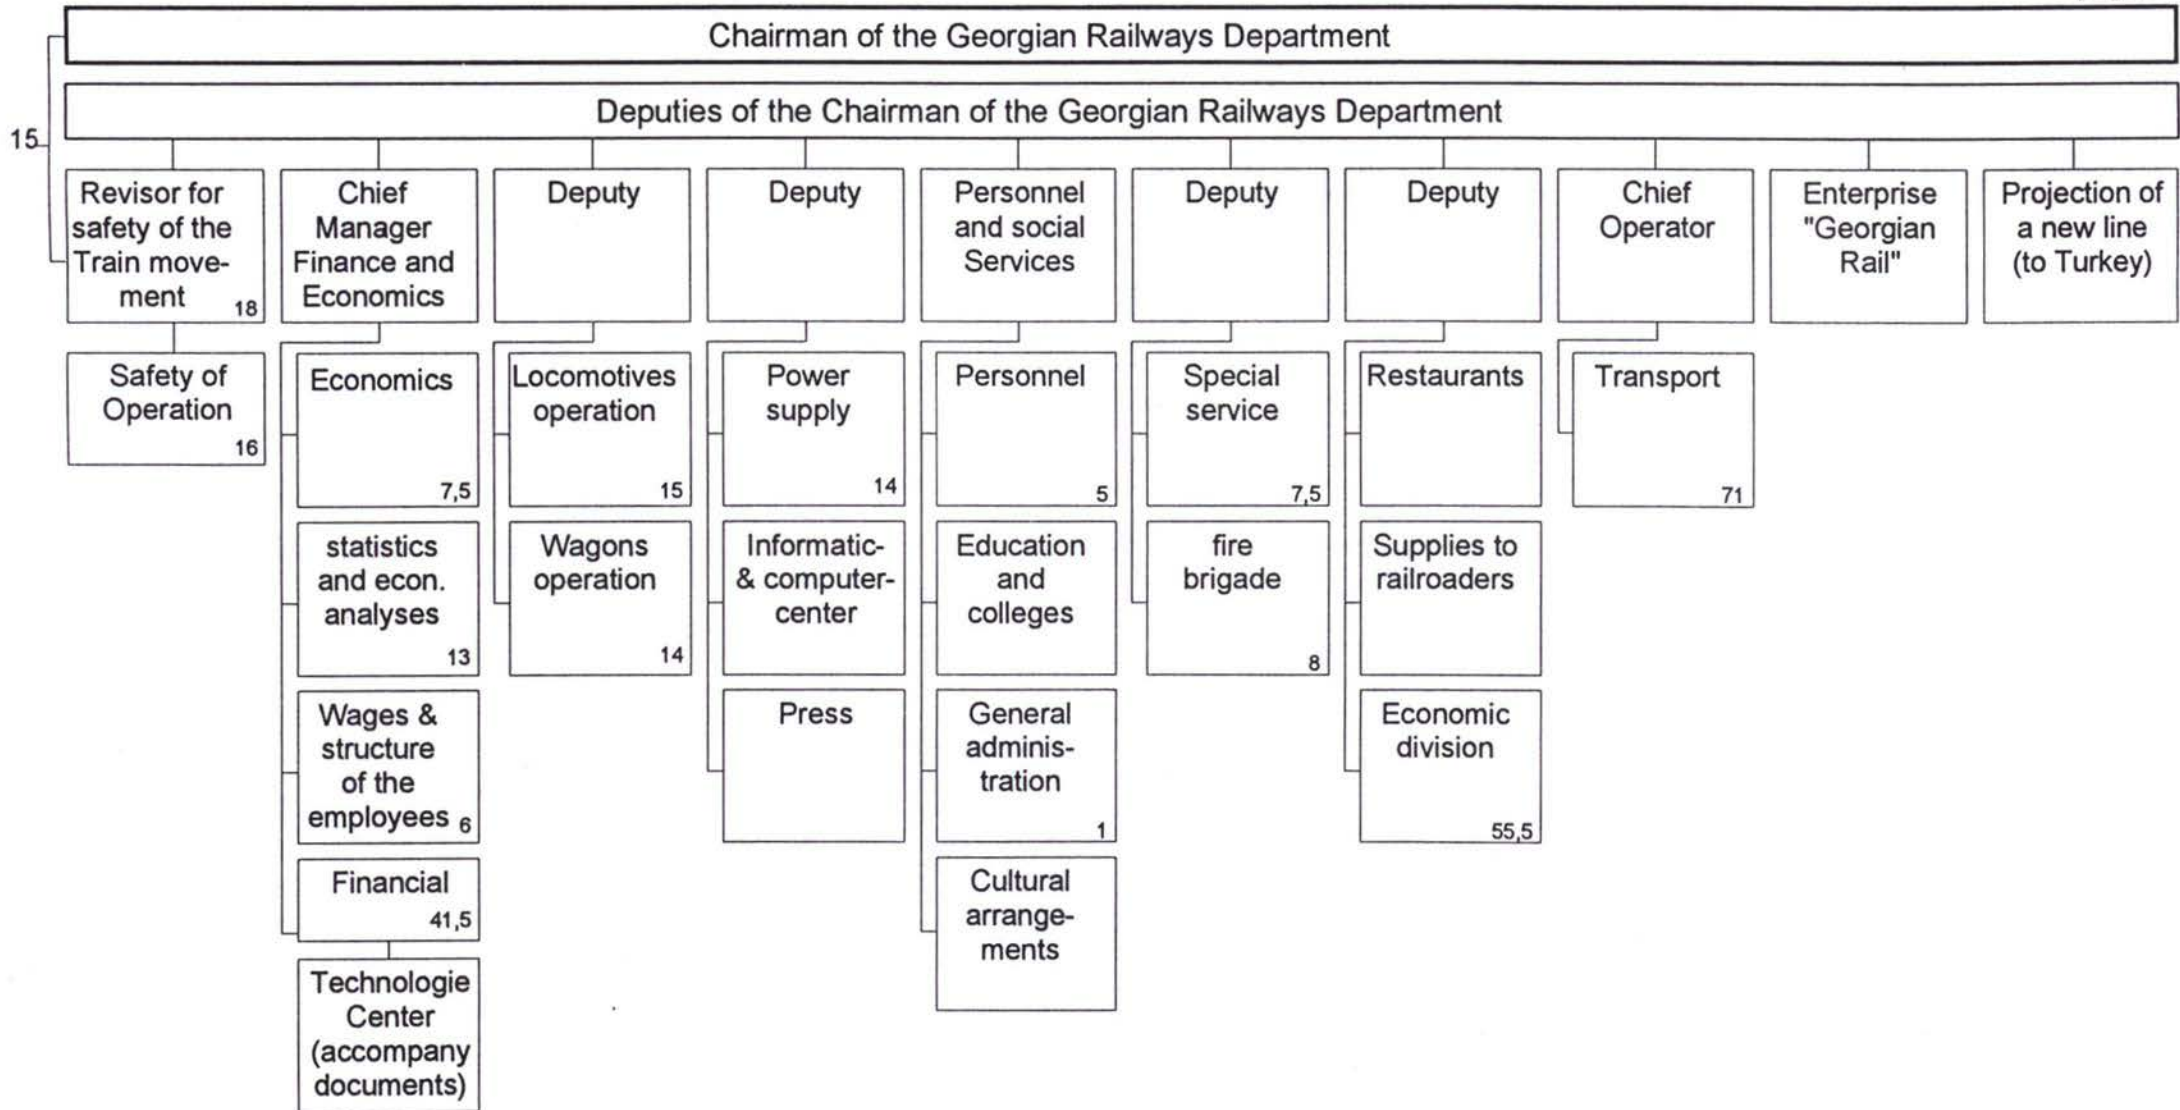 Chairman of the Georgian Railways Department
Deputies of the Chairman of the Georgian Railways Department
15
Revisor for
safety of the
Train move-
ment
18
Safety of
Operation
16
Chief
Manager
Finance and
Economics
Economics
7,5
statistics
and econ.
analyses
13
Wages &
structure
of the
employees 6
Financial
41,5
Technologie
Center
(accompany
documents)
Deputy
Locomotives
operation
15
Wagons
operation
14
Deputy
Power
supply
14
Informatic-
& computer-
center
Press
Personnel
and social
Services
Personnel
5
Education
and
colleges
General
adminis-
tration
1
Cultural
arrange-
ments
Deputy
Special
service
7,5
fire
brigade
8
Deputy
Restaurants
Supplies to
railroaders
Economic
division
55,5
Chief
Operator
Transport
71
Enterprise
"Georgian
Rail"
Projection of
a new line
(to Turkey)